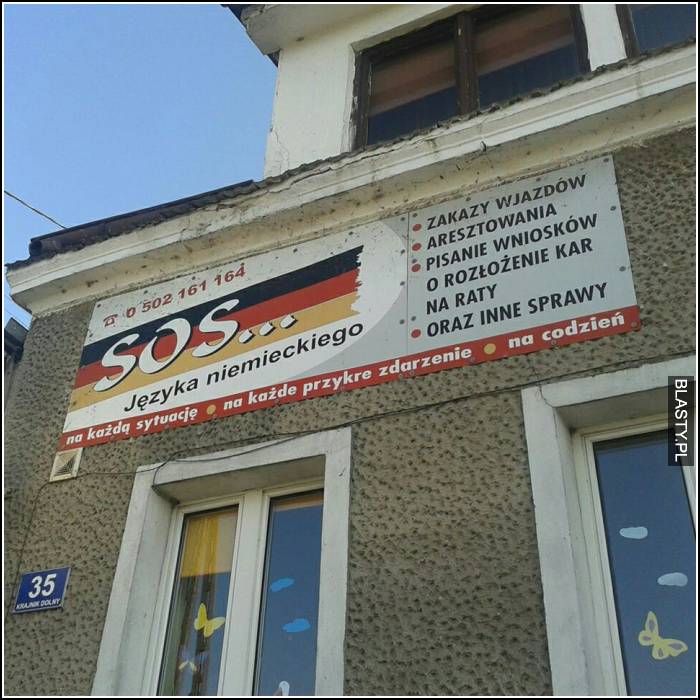 ☎ 0 502 161 164
SOS...
Języka niemieckiego
• ZAKAZY WJAZDÓW
• ARESZTOWANIA
• PISANIE WNIOSKÓW
O ROZŁOŻENIE KAR
NA RATY
• ORAZ INNE SPRAWY
na każdą sytuację • na każde przykre zdarzenie • na codzień
35
KRAJNIK DOLNY
BLASTY.PL